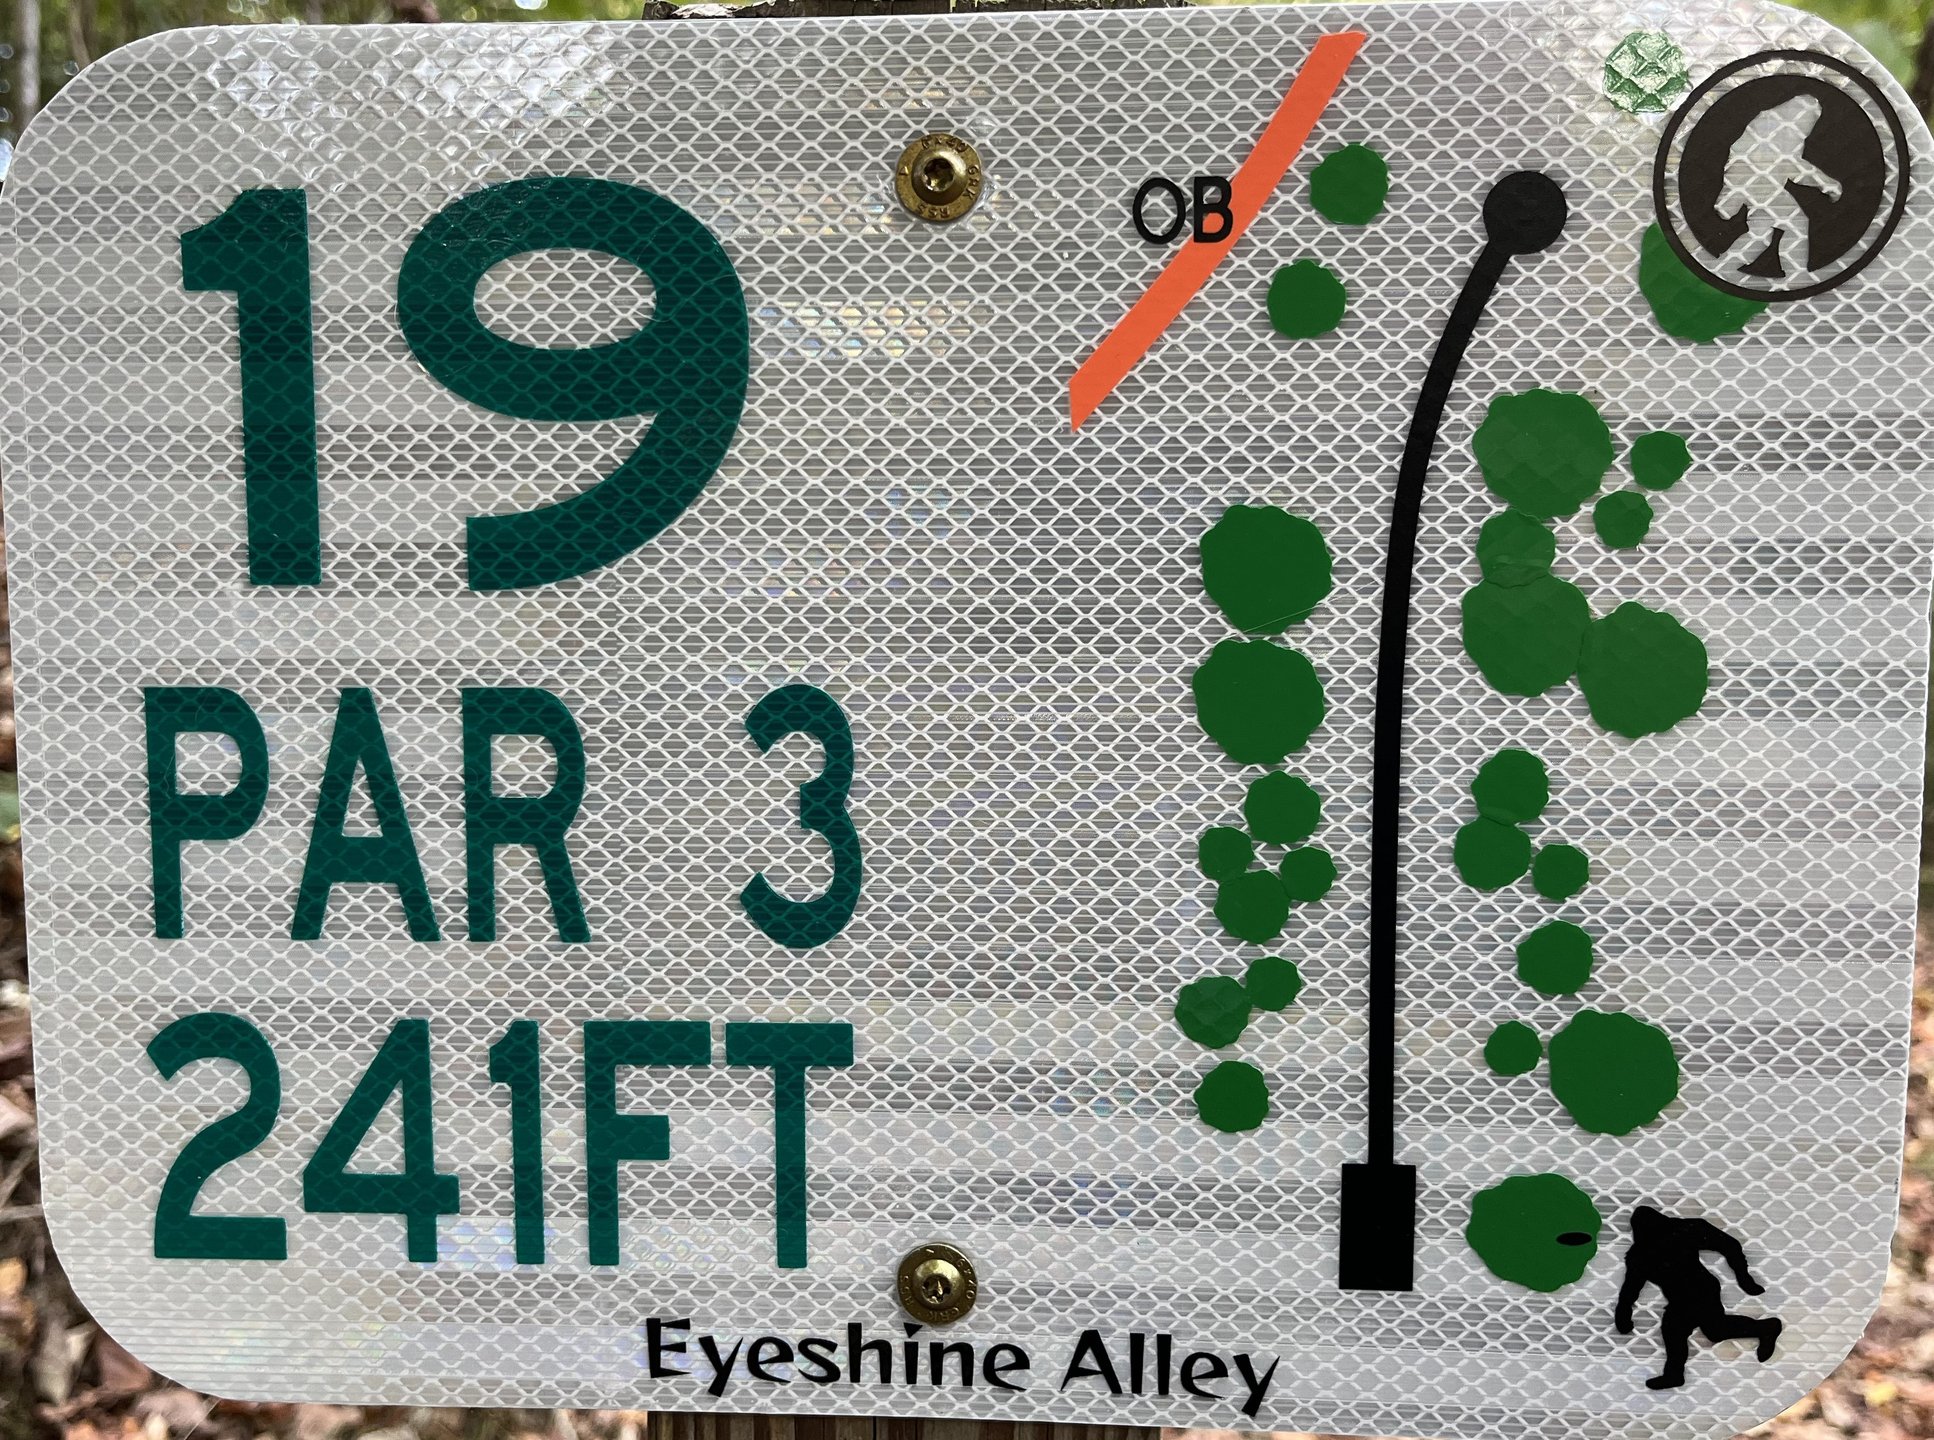 19
OB
PAR 3
241FT
Eyeshine Alley